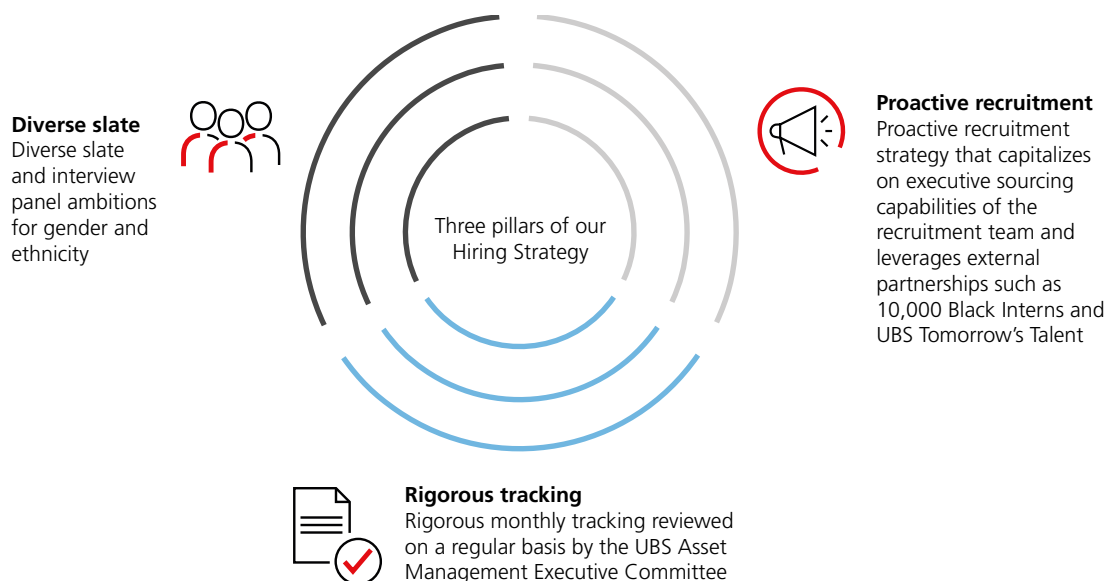 Diverse slate
Diverse slate
and interview
panel ambitions
for gender and
ethnicity
Three pillars of our
Hiring Strategy
Proactive recruitment
Proactive recruitment
strategy that capitalizes
on executive sourcing
capabilities of the
recruitment team and
leverages external
partnerships such as
10,000 Black Interns and
UBS Tomorrow’s Talent
Rigorous tracking
Rigorous monthly tracking reviewed
on a regular basis by the UBS Asset
Management Executive Committee